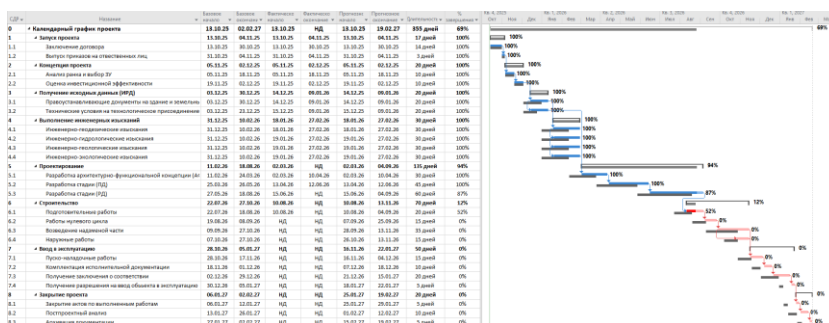 СДР Название Базовое начало Базовое окончание Фактическое начало Фактическое окончание Прогнозное начало Прогнозное окончание Длительность % завершения
0 Календарный график проекта 13.10.25 02.02.27 13.10.25 НД 13.10.25 19.02.27 355 дней 69%
1 Запуск проекта 13.10.25 04.11.25 13.10.25 04.11.25 13.10.25 04.11.25 17 дней 100%
1.1 Заключение договора 13.10.25 30.10.25 13.10.25 30.10.25 13.10.25 30.10.25 14 дней 100%
1.2 Выпуск приказов на ответственных лиц 31.10.25 04.11.25 31.10.25 04.11.25 31.10.25 04.11.25 3 дней 100%
2 Концепция проекта 05.11.25 02.12.25 05.11.25 02.12.25 05.11.25 02.12.25 20 дней 100%
2.1 Анализ рынка и выбор ЗУ 05.11.25 18.11.25 05.11.25 18.11.25 05.11.25 18.11.25 10 дней 100%
2.2 Оценка инвестиционной эффективности 19.11.25 02.12.25 19.11.25 02.12.25 19.11.25 02.12.25 10 дней 100%
3 Получение исходных данных (ИРД) 03.12.25 30.12.25 14.12.25 09.01.26 14.12.25 09.01.26 20 дней 100%
3.1 Правоустанавливающие документы на здание и земельн 03.12.25 30.12.25 14.12.25 09.01.26 14.12.25 09.01.26 20 дней 100%
3.2 Технические условия на технологическое присоединение 03.12.25 23.12.25 15.12.25 09.01.26 15.12.25 09.01.26 20 дней 100%
4 Выполнение инженерных изысканий 31.12.25 10.02.26 18.01.26 27.02.26 18.01.26 27.02.26 30 дней 100%
4.1 Инженерно-геодезические изыскания 31.12.25 10.02.26 18.01.26 27.02.26 18.01.26 27.02.26 30 дней 100%
4.2 Инженерно-гидрологические изыскания 31.12.25 10.02.26 19.01.26 27.02.26 19.01.26 27.02.26 30 дней 100%
4.3 Инженерно-геологические изыскания 31.12.25 10.02.26 19.01.26 27.02.26 19.01.26 27.02.26 30 дней 100%
4.4 Инженерно-экологические изыскания 31.12.25 10.02.26 19.01.26 27.02.26 19.01.26 27.02.26 30 дней 100%
5 Проектирование 11.02.26 18.08.26 02.03.26 НД 02.03.26 04.09.26 135 дней 94%
5.1 Разработка архитектурно-функциональной концепции 11.02.26 24.03.26 02.03.26 10.04.26 02.03.26 10.04.26 30 дней 100%
5.2 Разработка стадии (ПД) 25.03.26 26.05.26 13.04.26 12.06.26 13.04.26 12.06.26 45 дней 100%
5.3 Разработка стадии (РД) 27.05.26 18.08.26 15.06.26 НД 15.06.26 04.09.26 60 дней 87%
6 Строительство 22.07.26 27.10.26 10.08.26 НД 10.08.26 13.11.26 70 дней 12%
6.1 Подготовительные работы 22.07.26 18.08.26 10.08.26 НД 10.08.26 04.09.26 20 дней 52%
6.2 Работы нулевого цикла 19.08.26 08.09.26 НД НД 07.09.26 25.09.26 15 дней 0%
6.3 Возведение надземной части 09.09.26 27.10.26 НД НД 28.09.26 13.11.26 35 дней 0%
6.4 Наружные работы 07.10.26 27.10.26 НД НД 26.10.26 13.11.26 15 дней 0%
7 Ввод в эксплуатацию 28.10.26 05.01.27 НД НД 16.11.26 22.01.27 50 дней 0%
7.1 Пуско-наладочные работы 28.10.26 17.11.26 НД НД 16.11.26 04.12.26 15 дней 0%
7.2 Комплектация исполнительной документации 18.11.26 01.12.26 НД НД 07.12.26 18.12.26 10 дней 0%
7.3 Получение заключения о соответствии 02.12.26 29.12.26 НД НД 21.12.26 15.01.27 20 дней 0%
7.4 Получение разрешения на ввод объекта в эксплуатацию 30.12.26 05.01.27 НД НД 18.01.27 22.01.27 5 дней 0%
8 Закрытие проекта 06.01.27 02.02.27 НД НД 25.01.27 19.02.27 20 дней 0%
8.1 Закрытие актов по выполненным работам 06.01.27 12.01.27 НД НД 25.01.27 29.01.27 5 дней 0%
8.2 Постпроектный анализ 13.01.27 26.01.27 НД НД 01.02.27 12.02.27 10 дней 0%